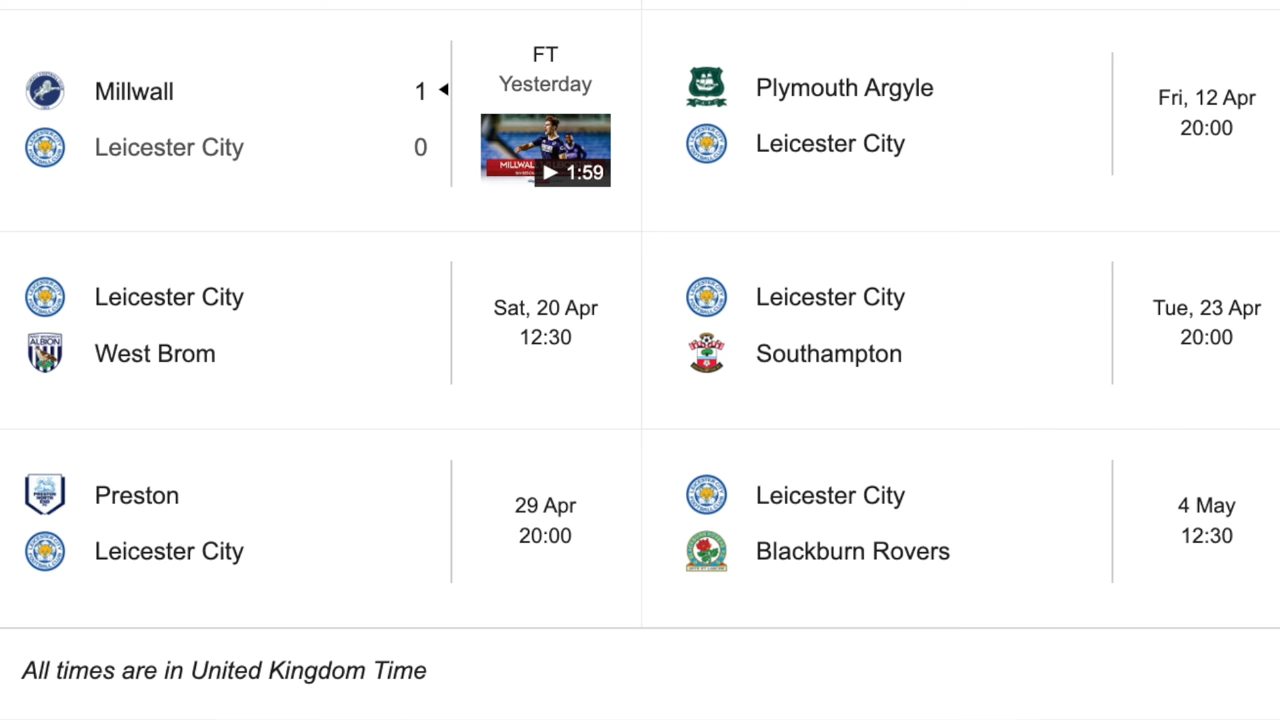 Millwall 1
Leicester City 0
FT
Yesterday
MILLWAL
1:59
Plymouth Argyle
Leicester City
Fri, 12 Apr
20:00
Leicester City
West Brom
Sat, 20 Apr
12:30
Leicester City
Southampton
Tue, 23 Apr
20:00
Preston
Leicester City
29 Apr
20:00
Leicester City
Blackburn Rovers
4 May
12:30
All times are in United Kingdom Time